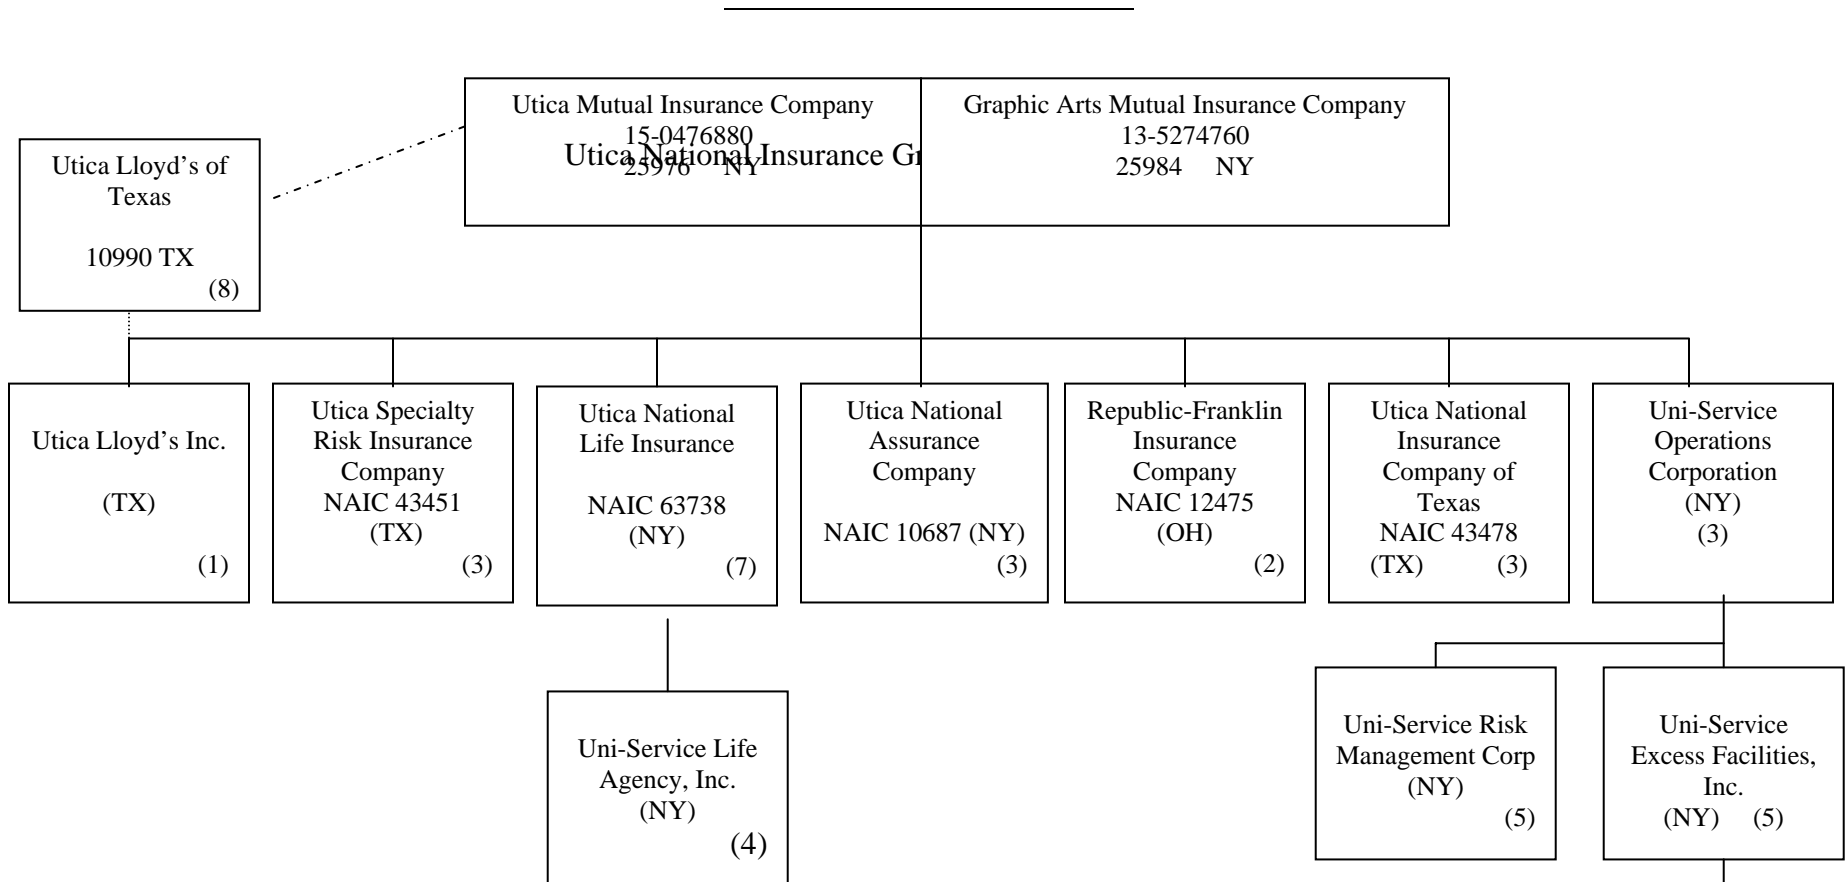 Utica Mutual Insurance Company
15-0476880
25976 NY
Graphic Arts Mutual Insurance Company
13-5274760
25984 NY
Utica National Insurance Gr
Utica Lloyd's of
Texas
10990 TX
(8)
Utica Lloyd's Inc.
(TX)
(1)
Utica Specialty
Risk Insurance
Company
NAIC 43451
(TX)
(3)
Utica National
Life Insurance
NAIC 63738
(NY)
(7)
Utica National
Assurance
Company
NAIC 10687 (NY)
(3)
Republic-Franklin
Insurance
Company
NAIC 12475
(OH)
(2)
Utica National
Insurance
Company of
Texas
NAIC 43478
(TX) (3)
Uni-Service
Operations
Corporation
(NY)
(3)
Uni-Service Life
Agency, Inc.
(NY)
(4)
Uni-Service Risk
Management Corp
(NY)
(5)
Uni-Service
Excess Facilities,
Inc.
(NY) (5)